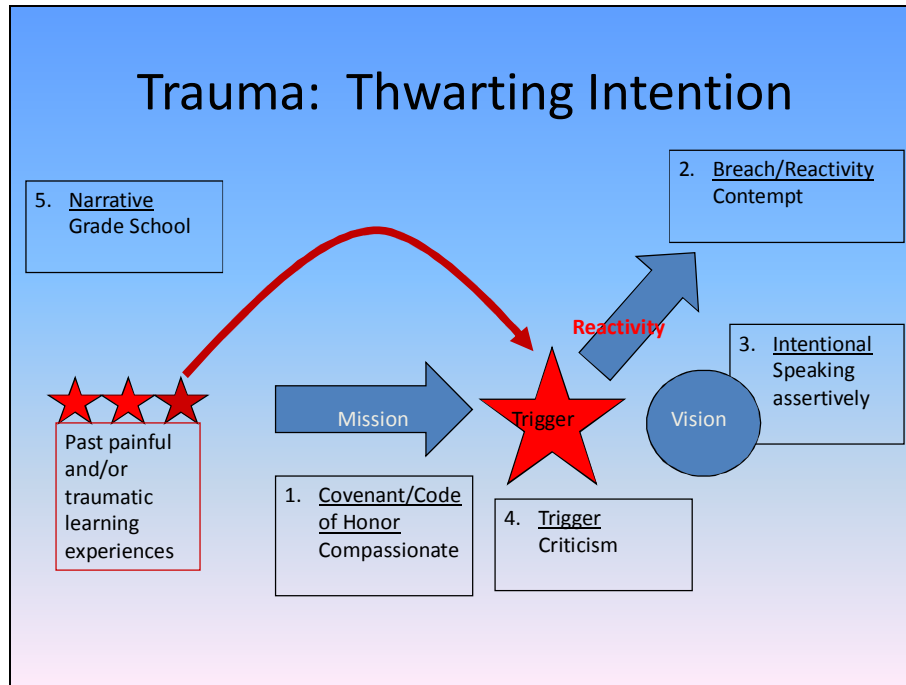 Trauma:  Thwarting Intention
5. Narrative
Grade School
2. Breach/Reactivity
Contempt
Reactivity
3. Intentional
Speaking
assertively
Past painful
and/or
traumatic
learning
experiences
Mission
Trigger
Vision
1. Covenant/Code
of Honor
Compassionate
4. Trigger
Criticism